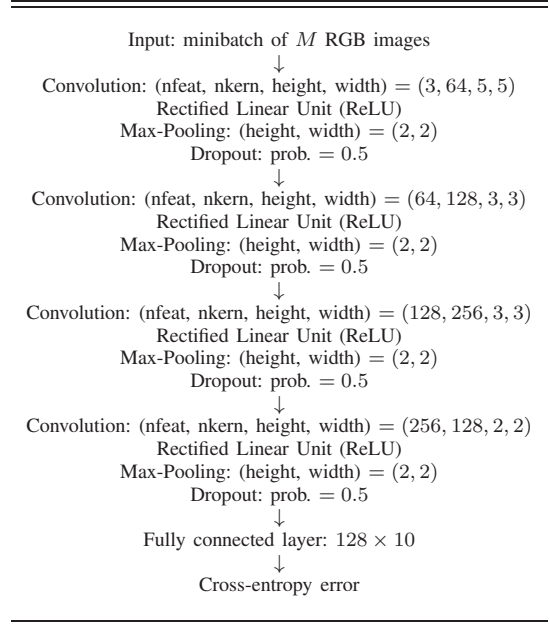 Input: minibatch of M RGB images
↓
Convolution: (nfeat, nkern, height, width) = (3, 64, 5, 5)
Rectified Linear Unit (ReLU)
Max-Pooling: (height, width) = (2, 2)
Dropout: prob. = 0.5
↓
Convolution: (nfeat, nkern, height, width) = (64, 128, 3, 3)
Rectified Linear Unit (ReLU)
Max-Pooling: (height, width) = (2, 2)
Dropout: prob. = 0.5
↓
Convolution: (nfeat, nkern, height, width) = (128, 256, 3, 3)
Rectified Linear Unit (ReLU)
Max-Pooling: (height, width) = (2, 2)
Dropout: prob. = 0.5
↓
Convolution: (nfeat, nkern, height, width) = (256, 128, 2, 2)
Rectified Linear Unit (ReLU)
Max-Pooling: (height, width) = (2, 2)
Dropout: prob. = 0.5
↓
Fully connected layer: 128 × 10
↓
Cross-entropy error